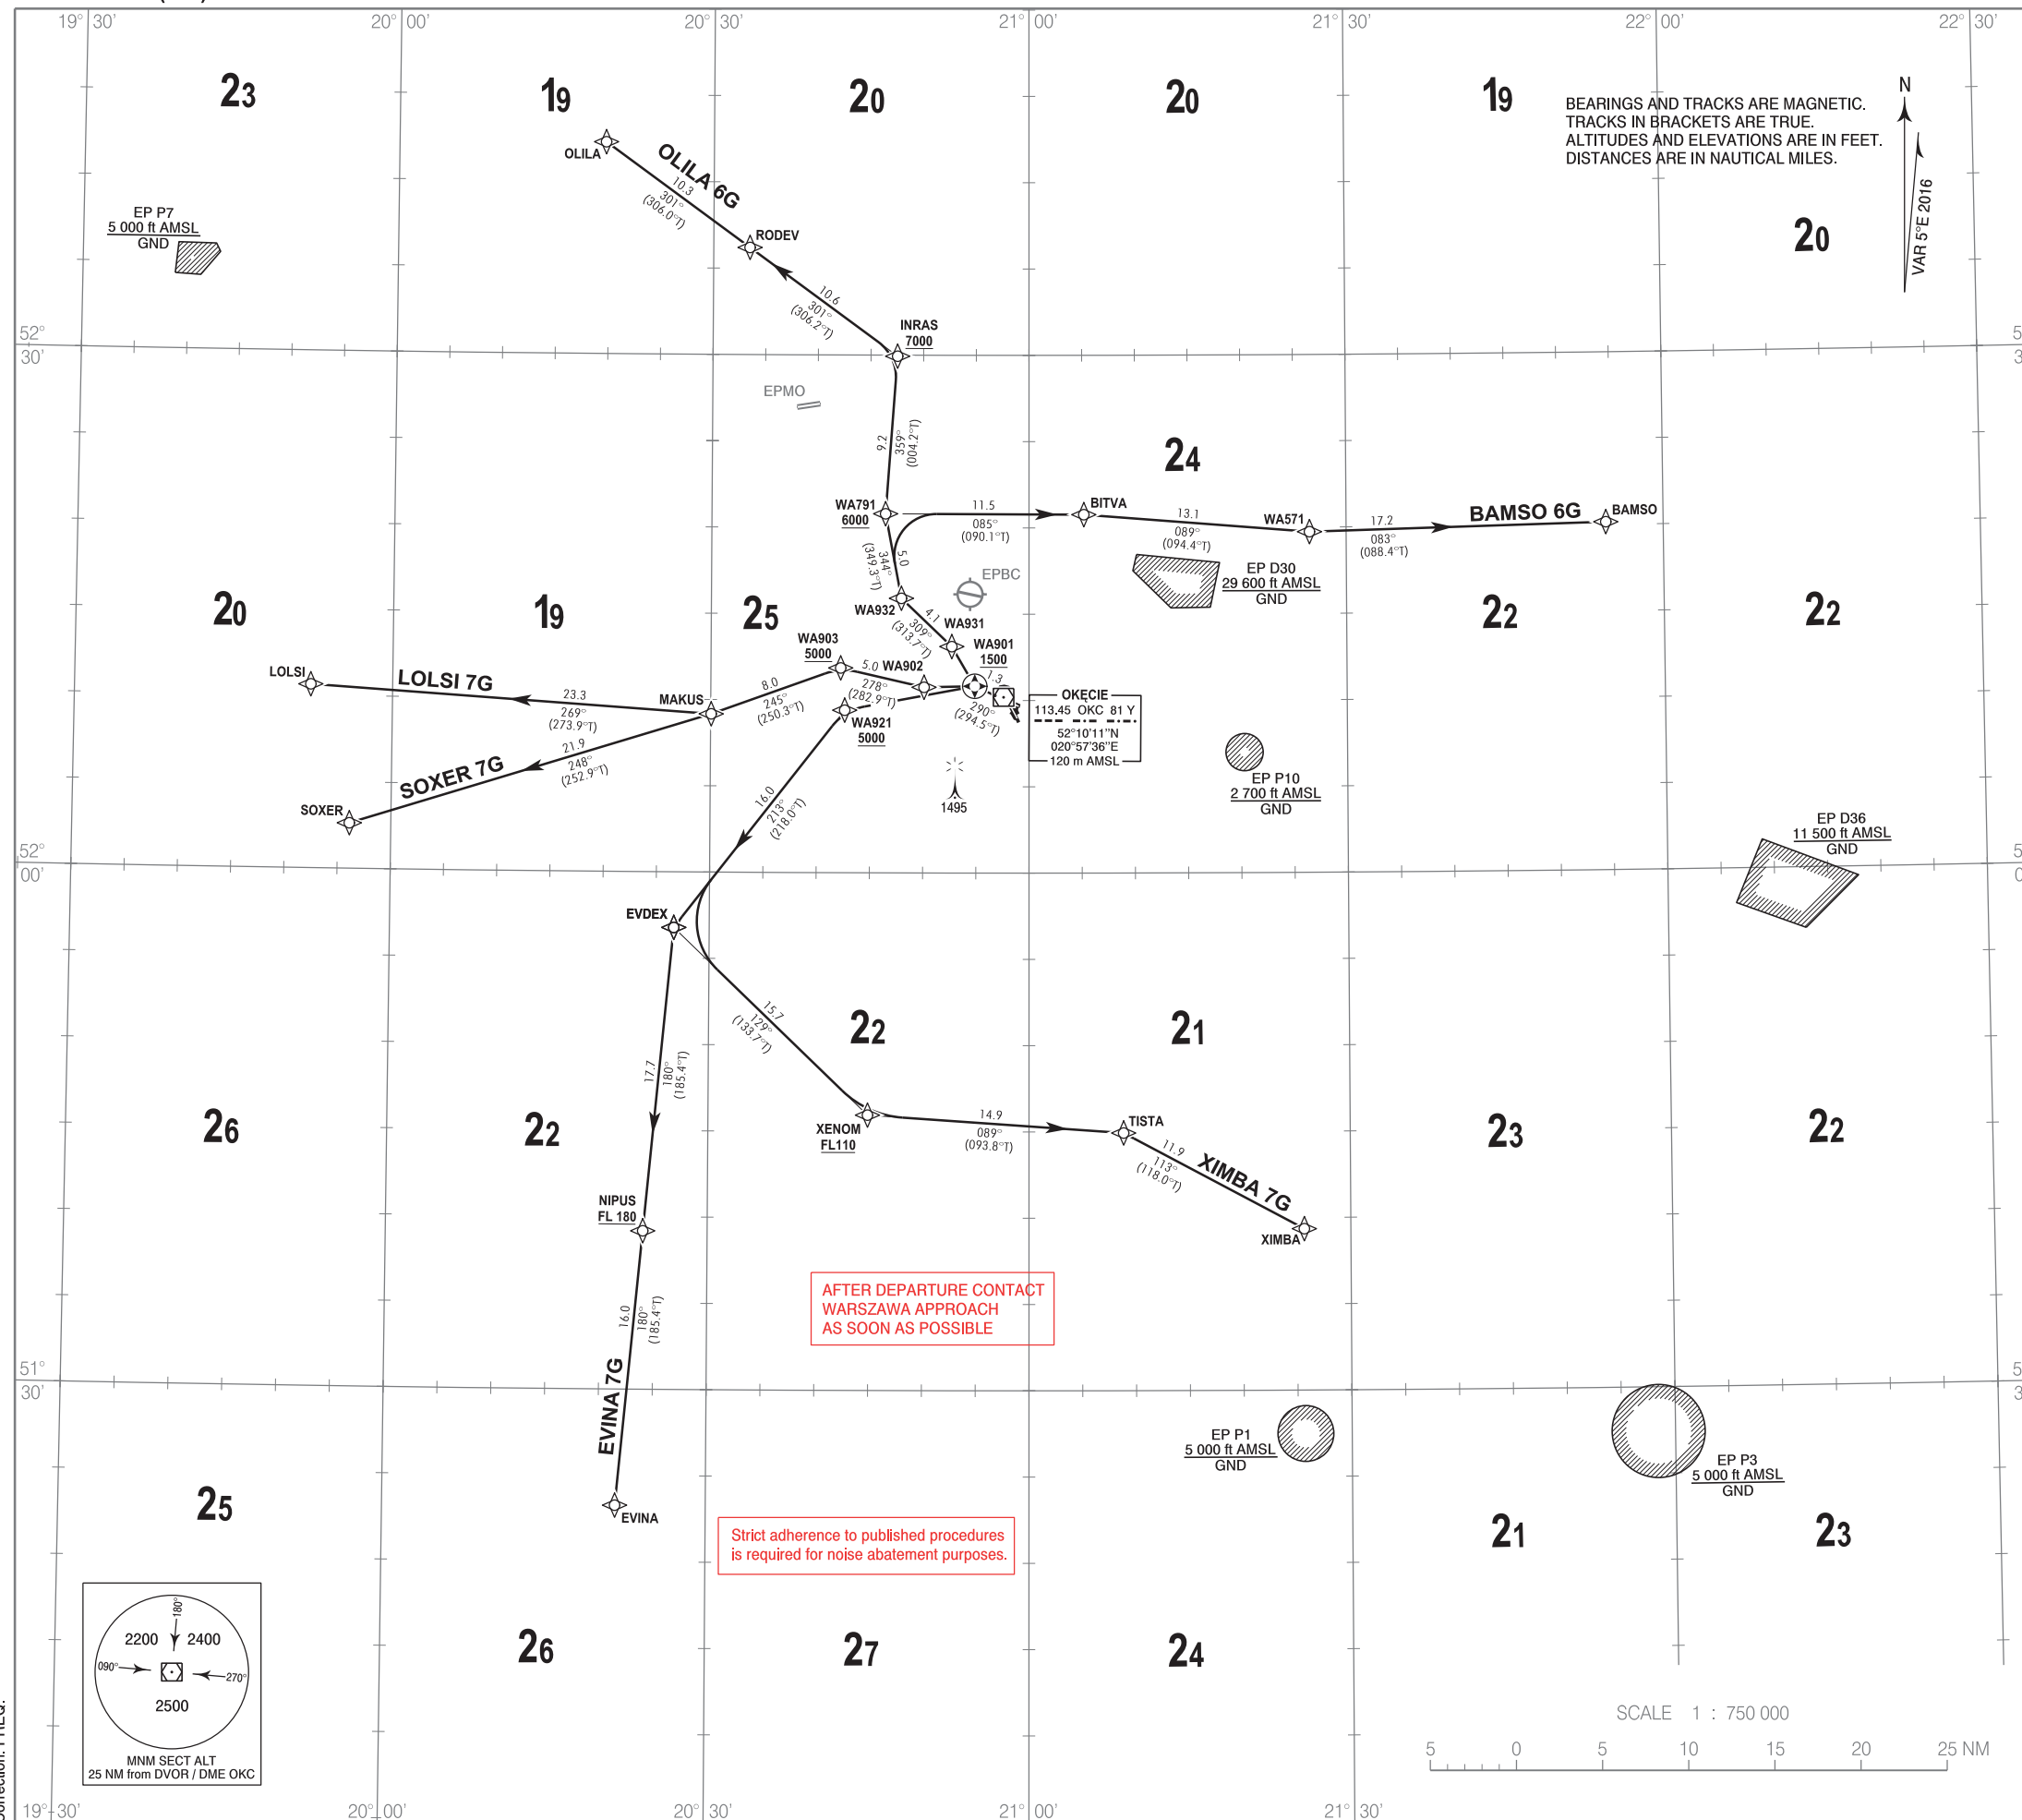 19° 30'
20° 00'
20° 30'
21° 00'
21° 30'
22° 00'
22° 30'
23
19
20
20
19
BEARINGS AND TRACKS ARE MAGNETIC.
TRACKS IN BRACKETS ARE TRUE.
ALTITUDES AND ELEVATIONS ARE IN FEET.
DISTANCES ARE IN NAUTICAL MILES.
N
VAR 5°E 2016
OLILA
OLILA 6G
10.3
301°
(306.0°T)
EP P7
5 000 ft AMSL
GND
RODEV
20
10.6
301°
(306.2°T)
INRAS
7000
52°
30'
EPMO
9.2
359°
(004.2°T)
24
WA791
6000
11.5
085°
(090.1°T)
BITVA
13.1
089°
(094.4°T)
WA571
17.2
083°
(088.4°T)
BAMSO 6G
BAMSO
5.0
344°
(349.3°T)
EPBC
EP D30
29 600 ft AMSL
GND
20
19
25
22
22
WA932
4.1
309°
(313.7°T)
WA931
WA903
5000
5.0
WA902
278°
(282.9°T)
WA901
1500
1.3
290°
(294.5°T)
LOLSI
LOLSI 7G
23.3
269°
(273.9°T)
MAKUS
8.0
245°
(250.3°T)
WA921
5000
OKĘCIE
113.45 OKC 81 Y
52°10'11''N
020°57'36''E
120 m AMSL
21.9
248°
(252.9°T)
SOXER 7G
SOXER
16.0
213°
(218.0°T)
1495
EP P10
2 700 ft AMSL
GND
EP D36
11 500 ft AMSL
GND
52°
00'
EVDEX
15.7
129°
(133.7°T)
22
21
17.7
180°
(185.4°T)
26
22
XENOM
FL110
14.9
089°
(093.8°T)
TISTA
11.9
113°
(118.0°T)
XIMBA 7G
XIMBA
23
22
NIPUS
FL 180
AFTER DEPARTURE CONTACT
WARSZAWA APPROACH
AS SOON AS POSSIBLE
16.0
180°
(185.4°T)
EVINA 7G
51°
30'
EP P1
5 000 ft AMSL
GND
EP P3
5 000 ft AMSL
GND
25
EVINA
Strict adherence to published procedures
is required for noise abatement purposes.
21
23
180°
2200
2400
090°
270°
2500
MNM SECT ALT
25 NM from DVOR / DME OKC
26
27
24
SCALE 1 : 750 000
5 0 5 10 15 20 25 NM
19° 30'
20° 00'
20° 30'
21° 00'
21° 30'